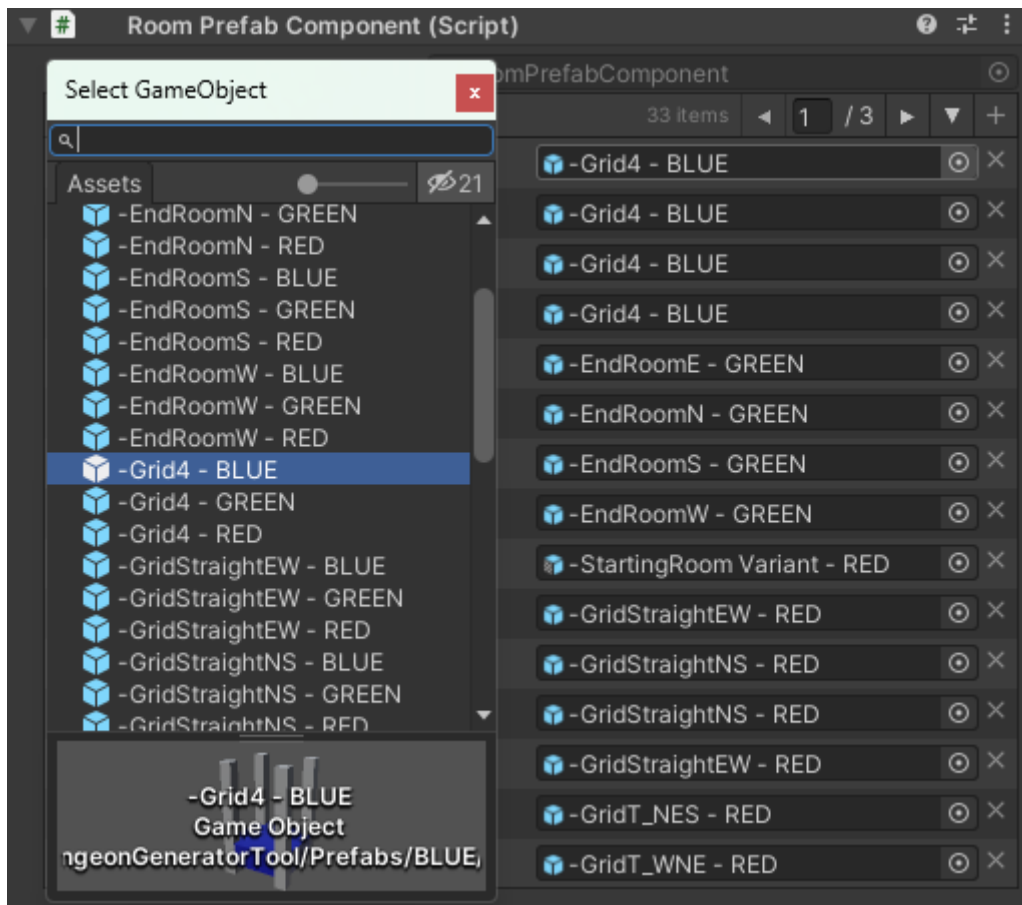 # Room Prefab Component (Script)
Select GameObject
x
omPrefabComponent
33 items 1 / 3
Assets
21
-EndRoomN - GREEN
-EndRoomN - RED
-EndRoomS - BLUE
-EndRoomS - GREEN
-EndRoomS - RED
-EndRoomW - BLUE
-EndRoomW - GREEN
-EndRoomW - RED
-Grid4 - BLUE
-Grid4 - GREEN
-Grid4 - RED
-GridStraightEW - BLUE
-GridStraightEW - GREEN
-GridStraightEW - RED
-GridStraightNS - BLUE
-GridStraightNS - GREEN
-GridStraightNS - RED
-Grid4 - BLUE
Game Object
ngeonGeneratorTool/Prefabs/BLUE/
-Grid4 - BLUE
-Grid4 - BLUE
-Grid4 - BLUE
-Grid4 - BLUE
-EndRoomE - GREEN
-EndRoomN - GREEN
-EndRoomS - GREEN
-EndRoomW - GREEN
-StartingRoom Variant - RED
-GridStraightEW - RED
-GridStraightNS - RED
-GridStraightNS - RED
-GridStraightEW - RED
-GridT_NES - RED
-GridT_WNE - RED